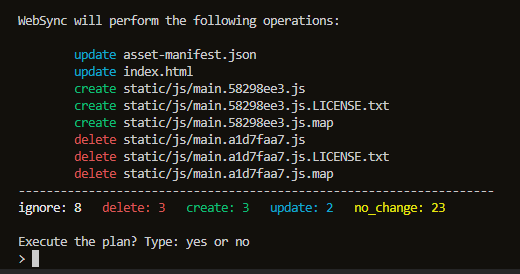 WebSync will perform the following operations:
update asset-manifest.json
update index.html
create static/js/main.58298ee3.js
create static/js/main.58298ee3.js.LICENSE.txt
create static/js/main.58298ee3.js.map
delete static/js/main.a1d7faa7.js
delete static/js/main.a1d7faa7.js.LICENSE.txt
delete static/js/main.a1d7faa7.js.map
--------------------------------------------------------------------
ignore: 8 delete: 3 create: 3 update: 2 no_change: 23
Execute the plan? Type: yes or no
>